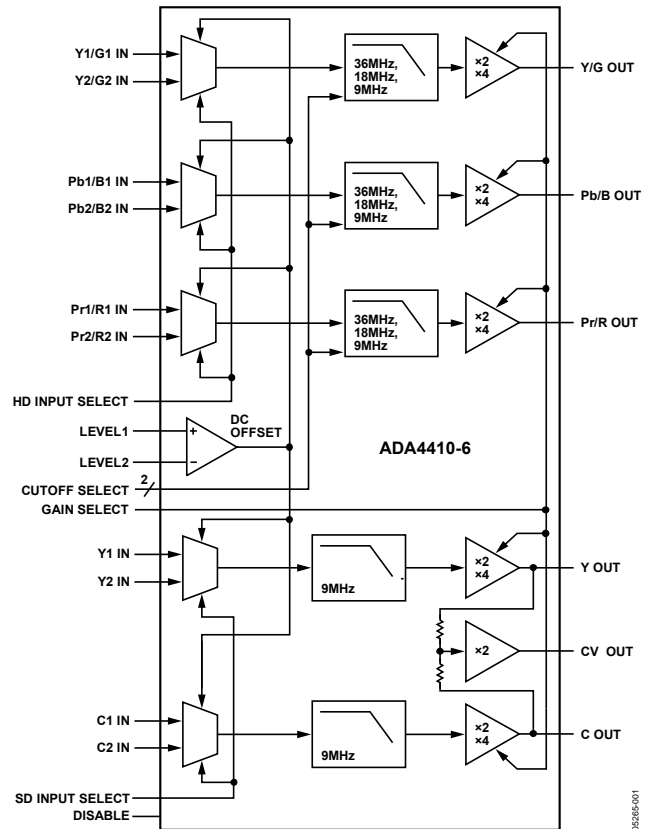 Y1/G1 IN
Y2/G2 IN
36MHz,
18MHz,
9MHz
×2
×4
Y/G OUT
Pb1/B1 IN
Pb2/B2 IN
36MHz,
18MHz,
9MHz
×2
×4
Pb/B OUT
Pr1/R1 IN
Pr2/R2 IN
36MHz,
18MHz,
9MHz
×2
×4
Pr/R OUT
HD INPUT SELECT
LEVEL1
LEVEL2
+
−
DC
OFFSET
ADA4410-6
CUTOFF SELECT
2
GAIN SELECT
Y1 IN
Y2 IN
9MHz
×2
×4
Y OUT
×2
CV OUT
C1 IN
C2 IN
9MHz
×2
×4
C OUT
SD INPUT SELECT
DISABLE
05265-001